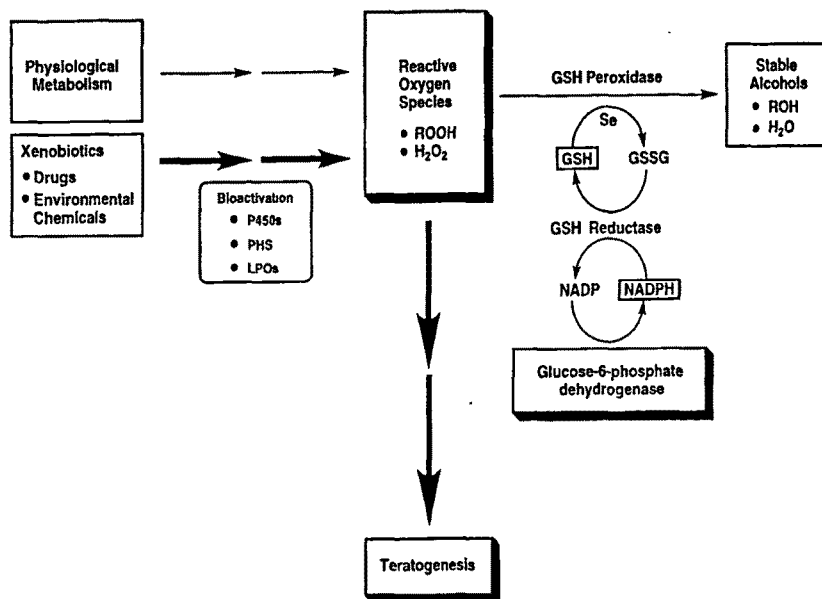 Physiological
Metabolism
Xenobiotics
• Drugs
• Environmental
Chemicals
Bioactivation
• P450s
• PHS
• LPOs
Reactive
Oxygen
Species
• ROOH
• H₂O₂
GSH Peroxidase
Se
GSH
GSSG
GSH Reductase
NADP
NADPH
Glucose-6-phosphate
dehydrogenase
Stable
Alcohols
• ROH
• H₂O
Teratogenesis